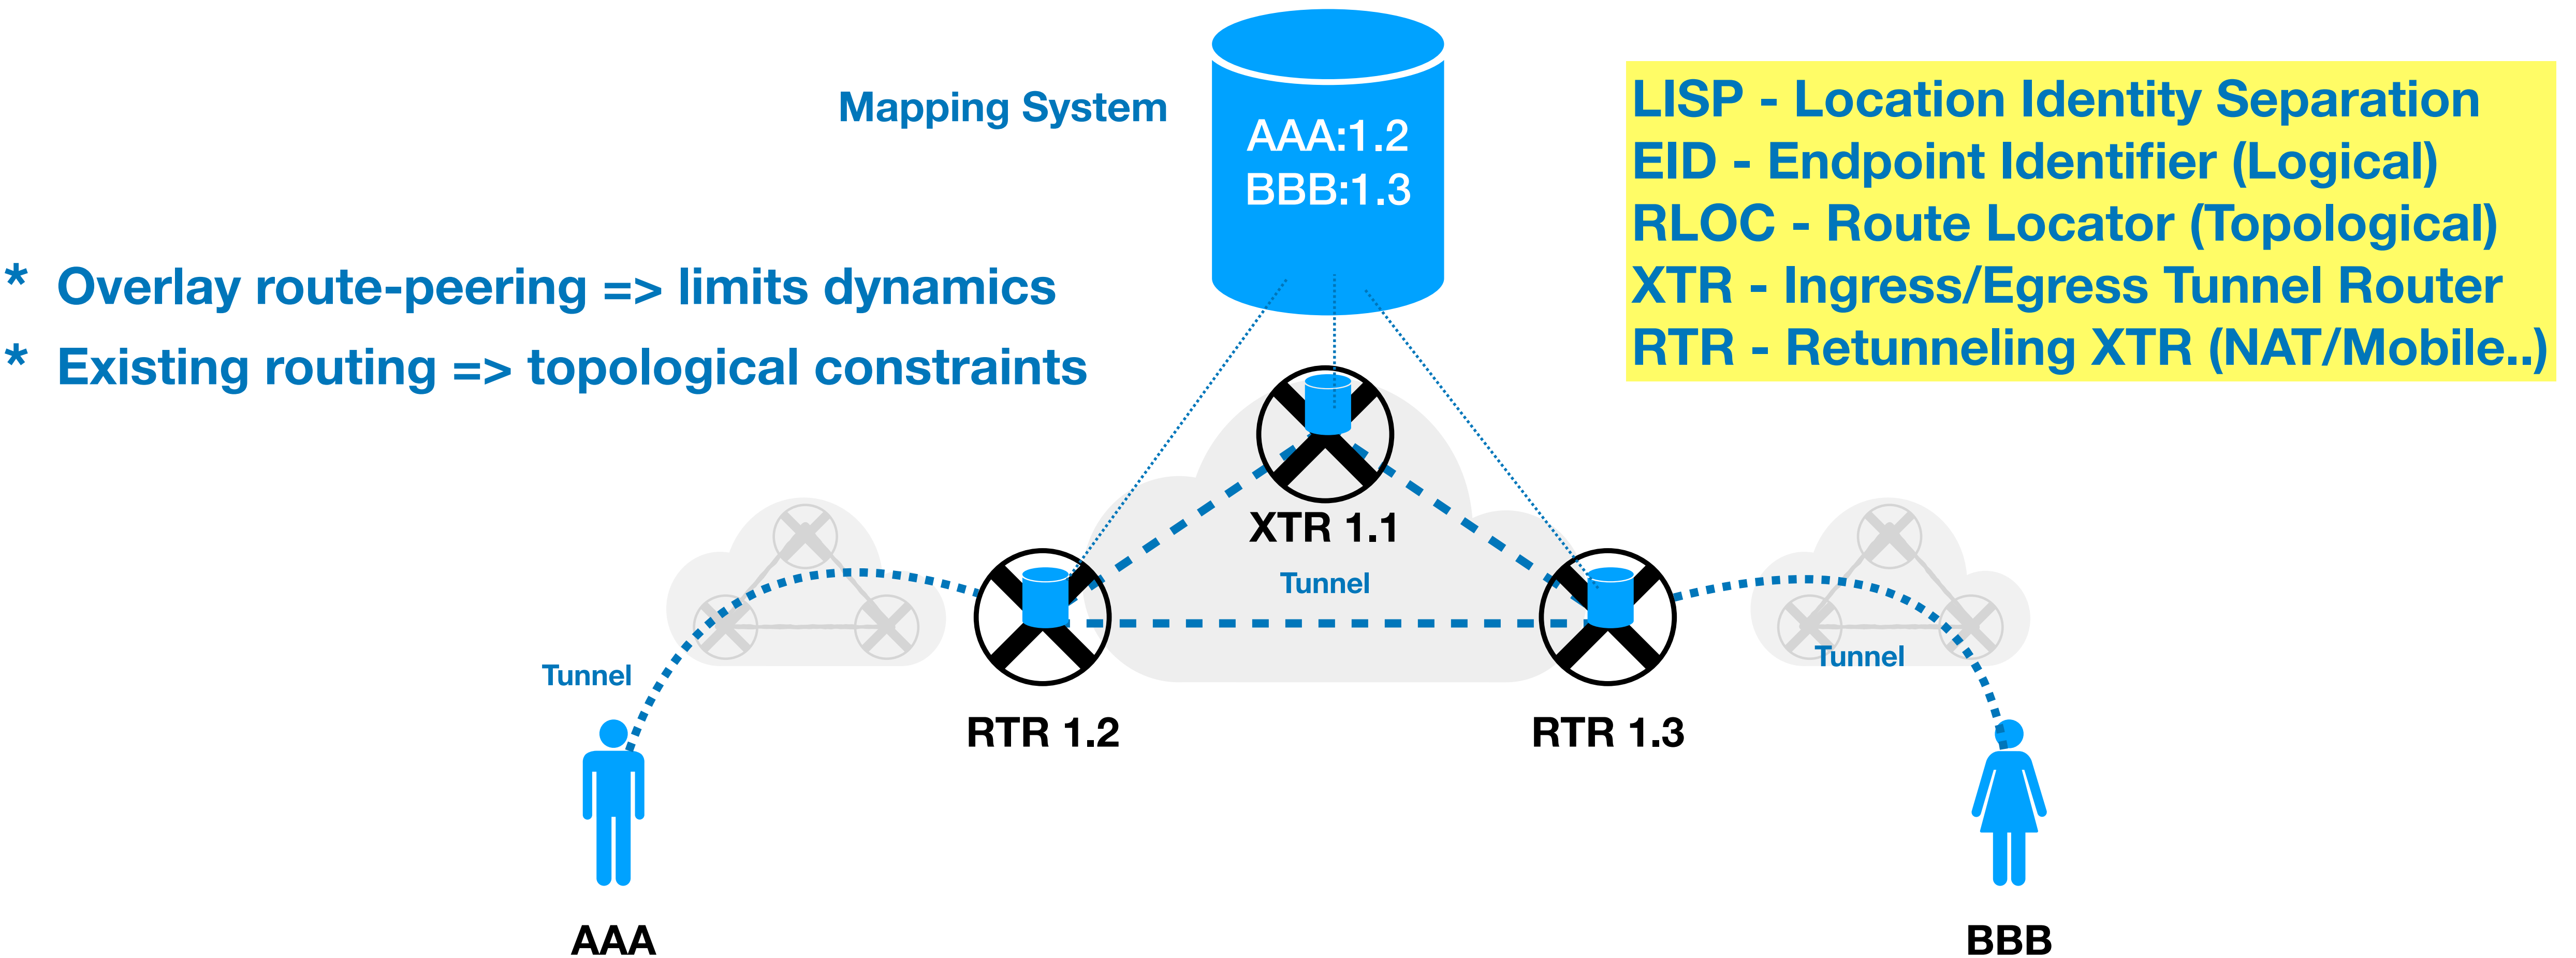 Mapping System
AAA:1.2
BBB:1.3
LISP - Location Identity Separation
EID - Endpoint Identifier (Logical)
RLOC - Route Locator (Topological)
XTR - Ingress/Egress Tunnel Router
RTR - Retunneling XTR (NAT/Mobile..)
* Overlay route-peering => limits dynamics
* Existing routing => topological constraints
XTR 1.1
Tunnel
Tunnel
Tunnel
RTR 1.2
RTR 1.3
AAA
BBB